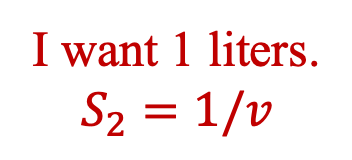 I want 1 liters.
S₂ = 1/v